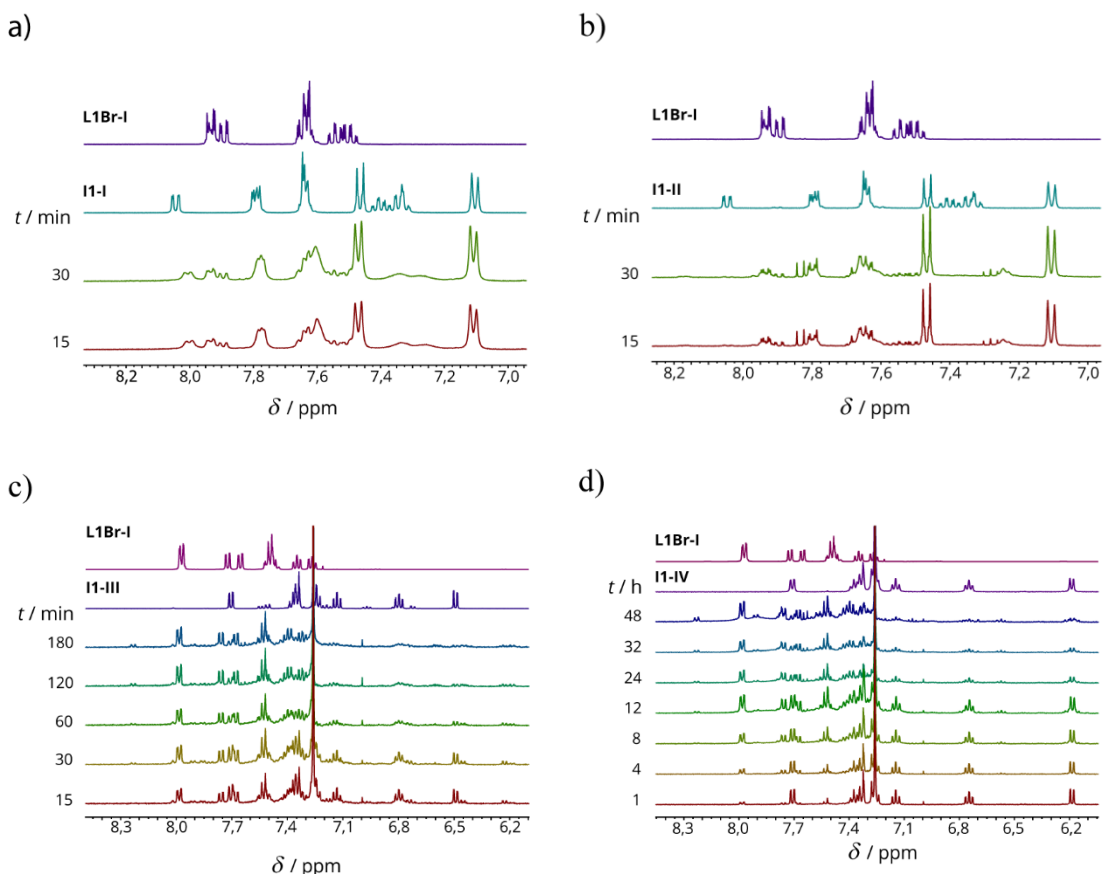 a)
L1Br-I
I1-I
t / min
30
15
8,2 8,0 7,8 7,6 7,4 7,2 7,0
δ / ppm
b)
L1Br-I
I1-II
t / min
30
15
8,2 8,0 7,8 7,6 7,4 7,2 7,0
δ / ppm
c)
L1Br-I
I1-III
t / min
180
120
60
30
15
8,3 8,0 7,7 7,4 7,1 6,8 6,5 6,2
δ / ppm
d)
L1Br-I
I1-IV
t / h
48
32
24
12
8
4
1
8,3 8,0 7,7 7,4 7,1 6,8 6,5 6,2
δ / ppm